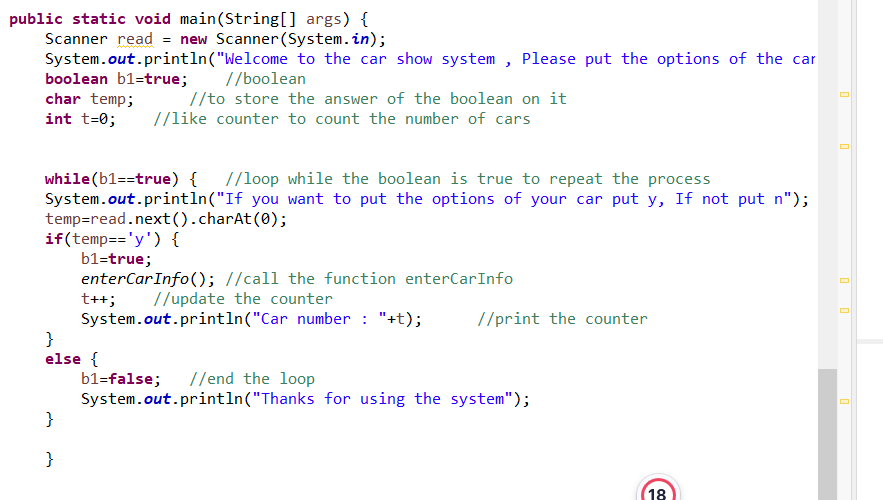 public static void main(String[] args) {
    Scanner read = new Scanner(System.in);
    System.out.println("Welcome to the car show system , Please put the options of the car
    boolean b1=true;    //boolean
    char temp;      //to store the answer of the boolean on it
    int t=0;    //like counter to count the number of cars
    while(b1==true) {   //loop while the boolean is true to repeat the process
    System.out.println("If you want to put the options of your car put y, If not put n");
    temp=read.next().charAt(0);
    if(temp=='y') {
        b1=true;
        enterCarInfo(); //call the function enterCarInfo
        t++;    //update the counter
        System.out.println("Car number : "+t);      //print the counter
    }
    else {
        b1=false;   //end the loop
        System.out.println("Thanks for using the system");
    }
    }
18